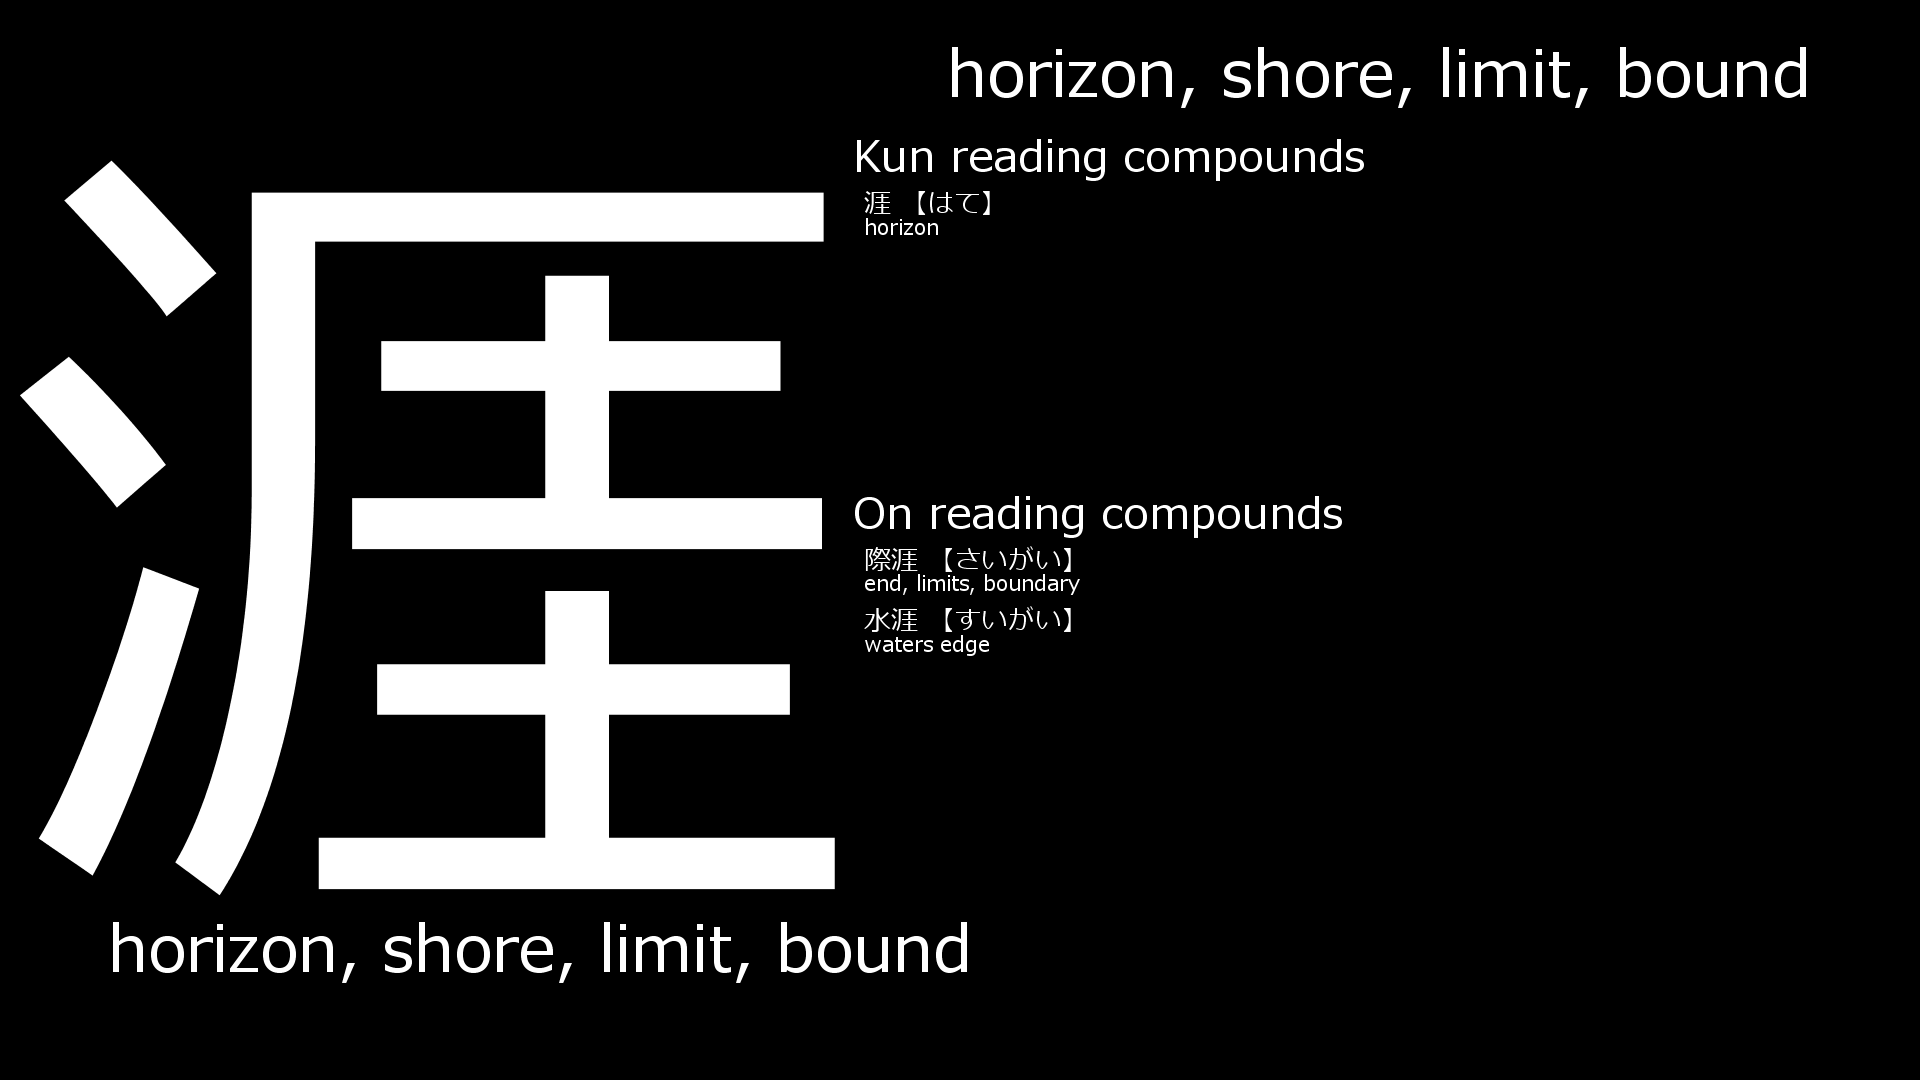 horizon, shore, limit, bound
涯
Kun reading compounds
涯 【はて】
horizon
On reading compounds
際涯 【さいがい】
end, limits, boundary
水涯 【すいがい】
waters edge
horizon, shore, limit, bound